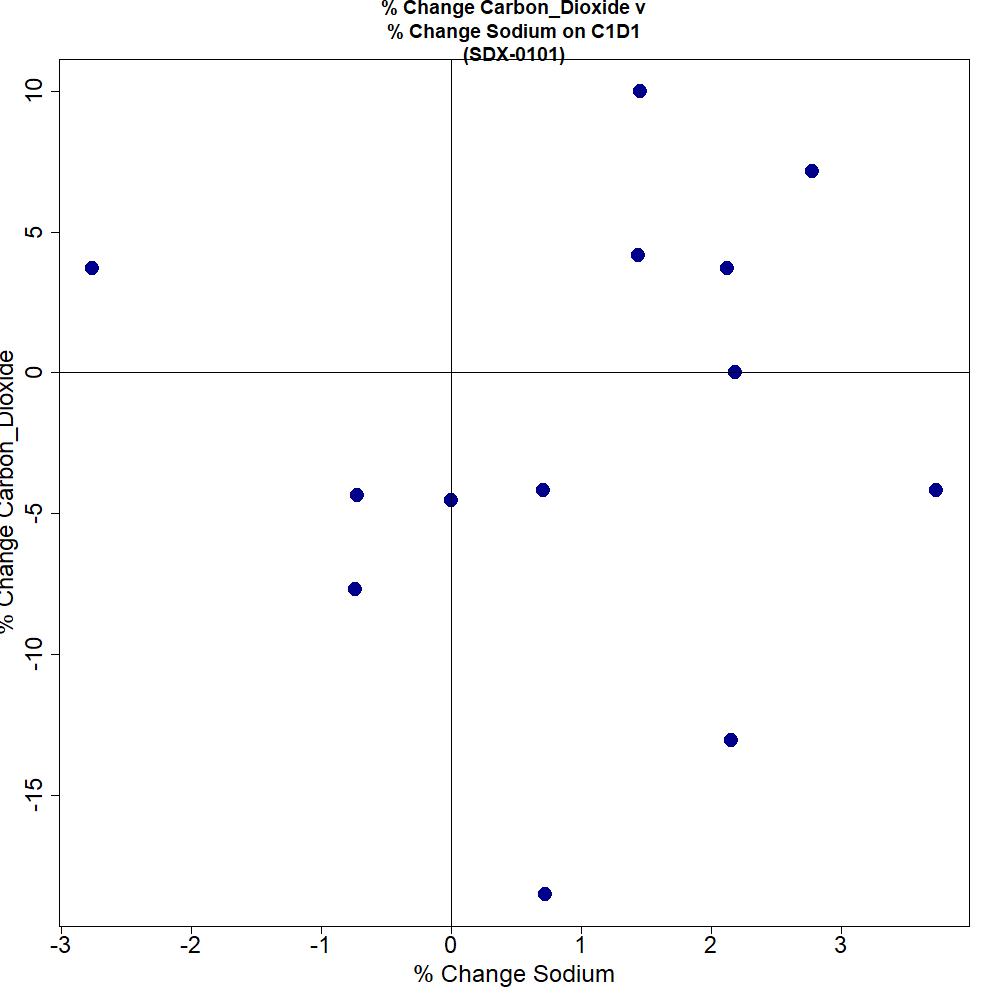 % Change Carbon_Dioxide v
% Change Sodium on C1D1
(SDX-0101)
% Change Carbon_Dioxide
10
5
0
-5
-10
-15
-3 -2 -1 0 1 2 3
% Change Sodium